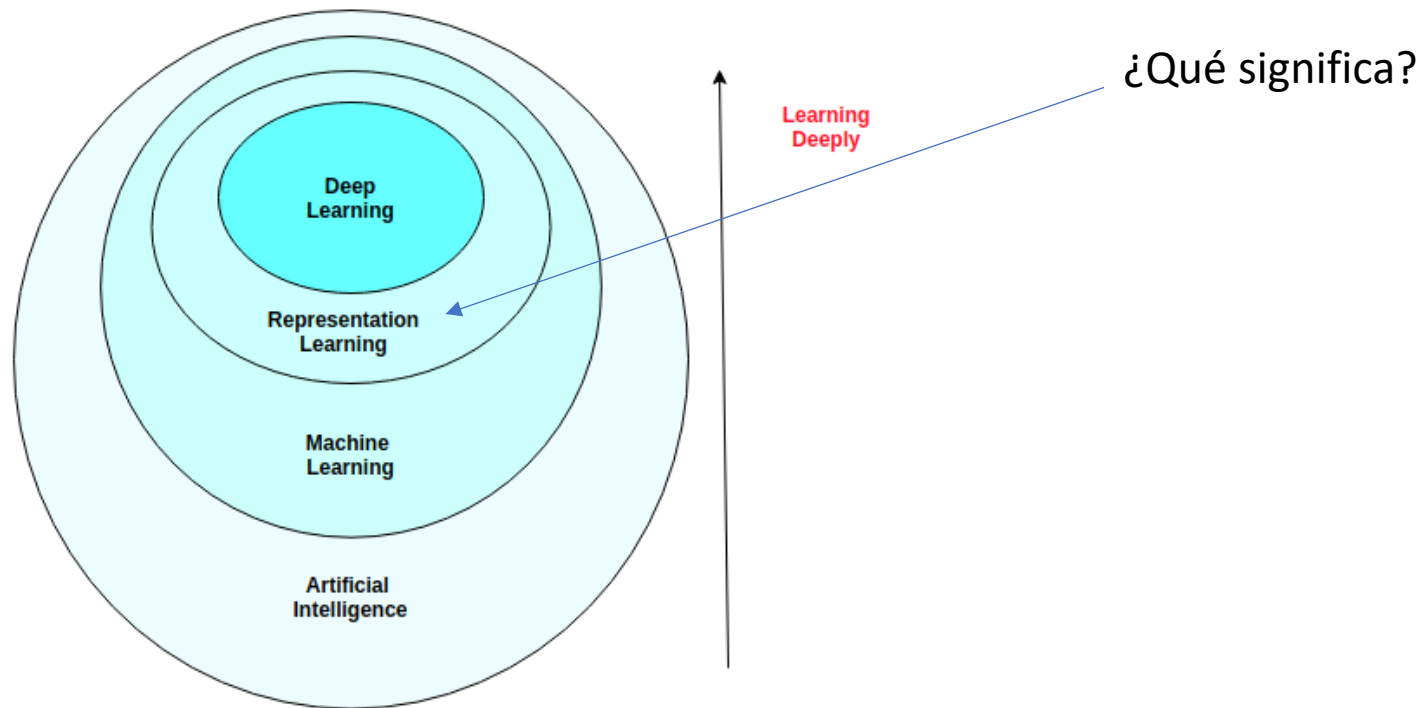 ¿Qué significa?
Learning
Deeply
Deep
Learning
Representation
Learning
Machine
Learning
Artificial
Intelligence